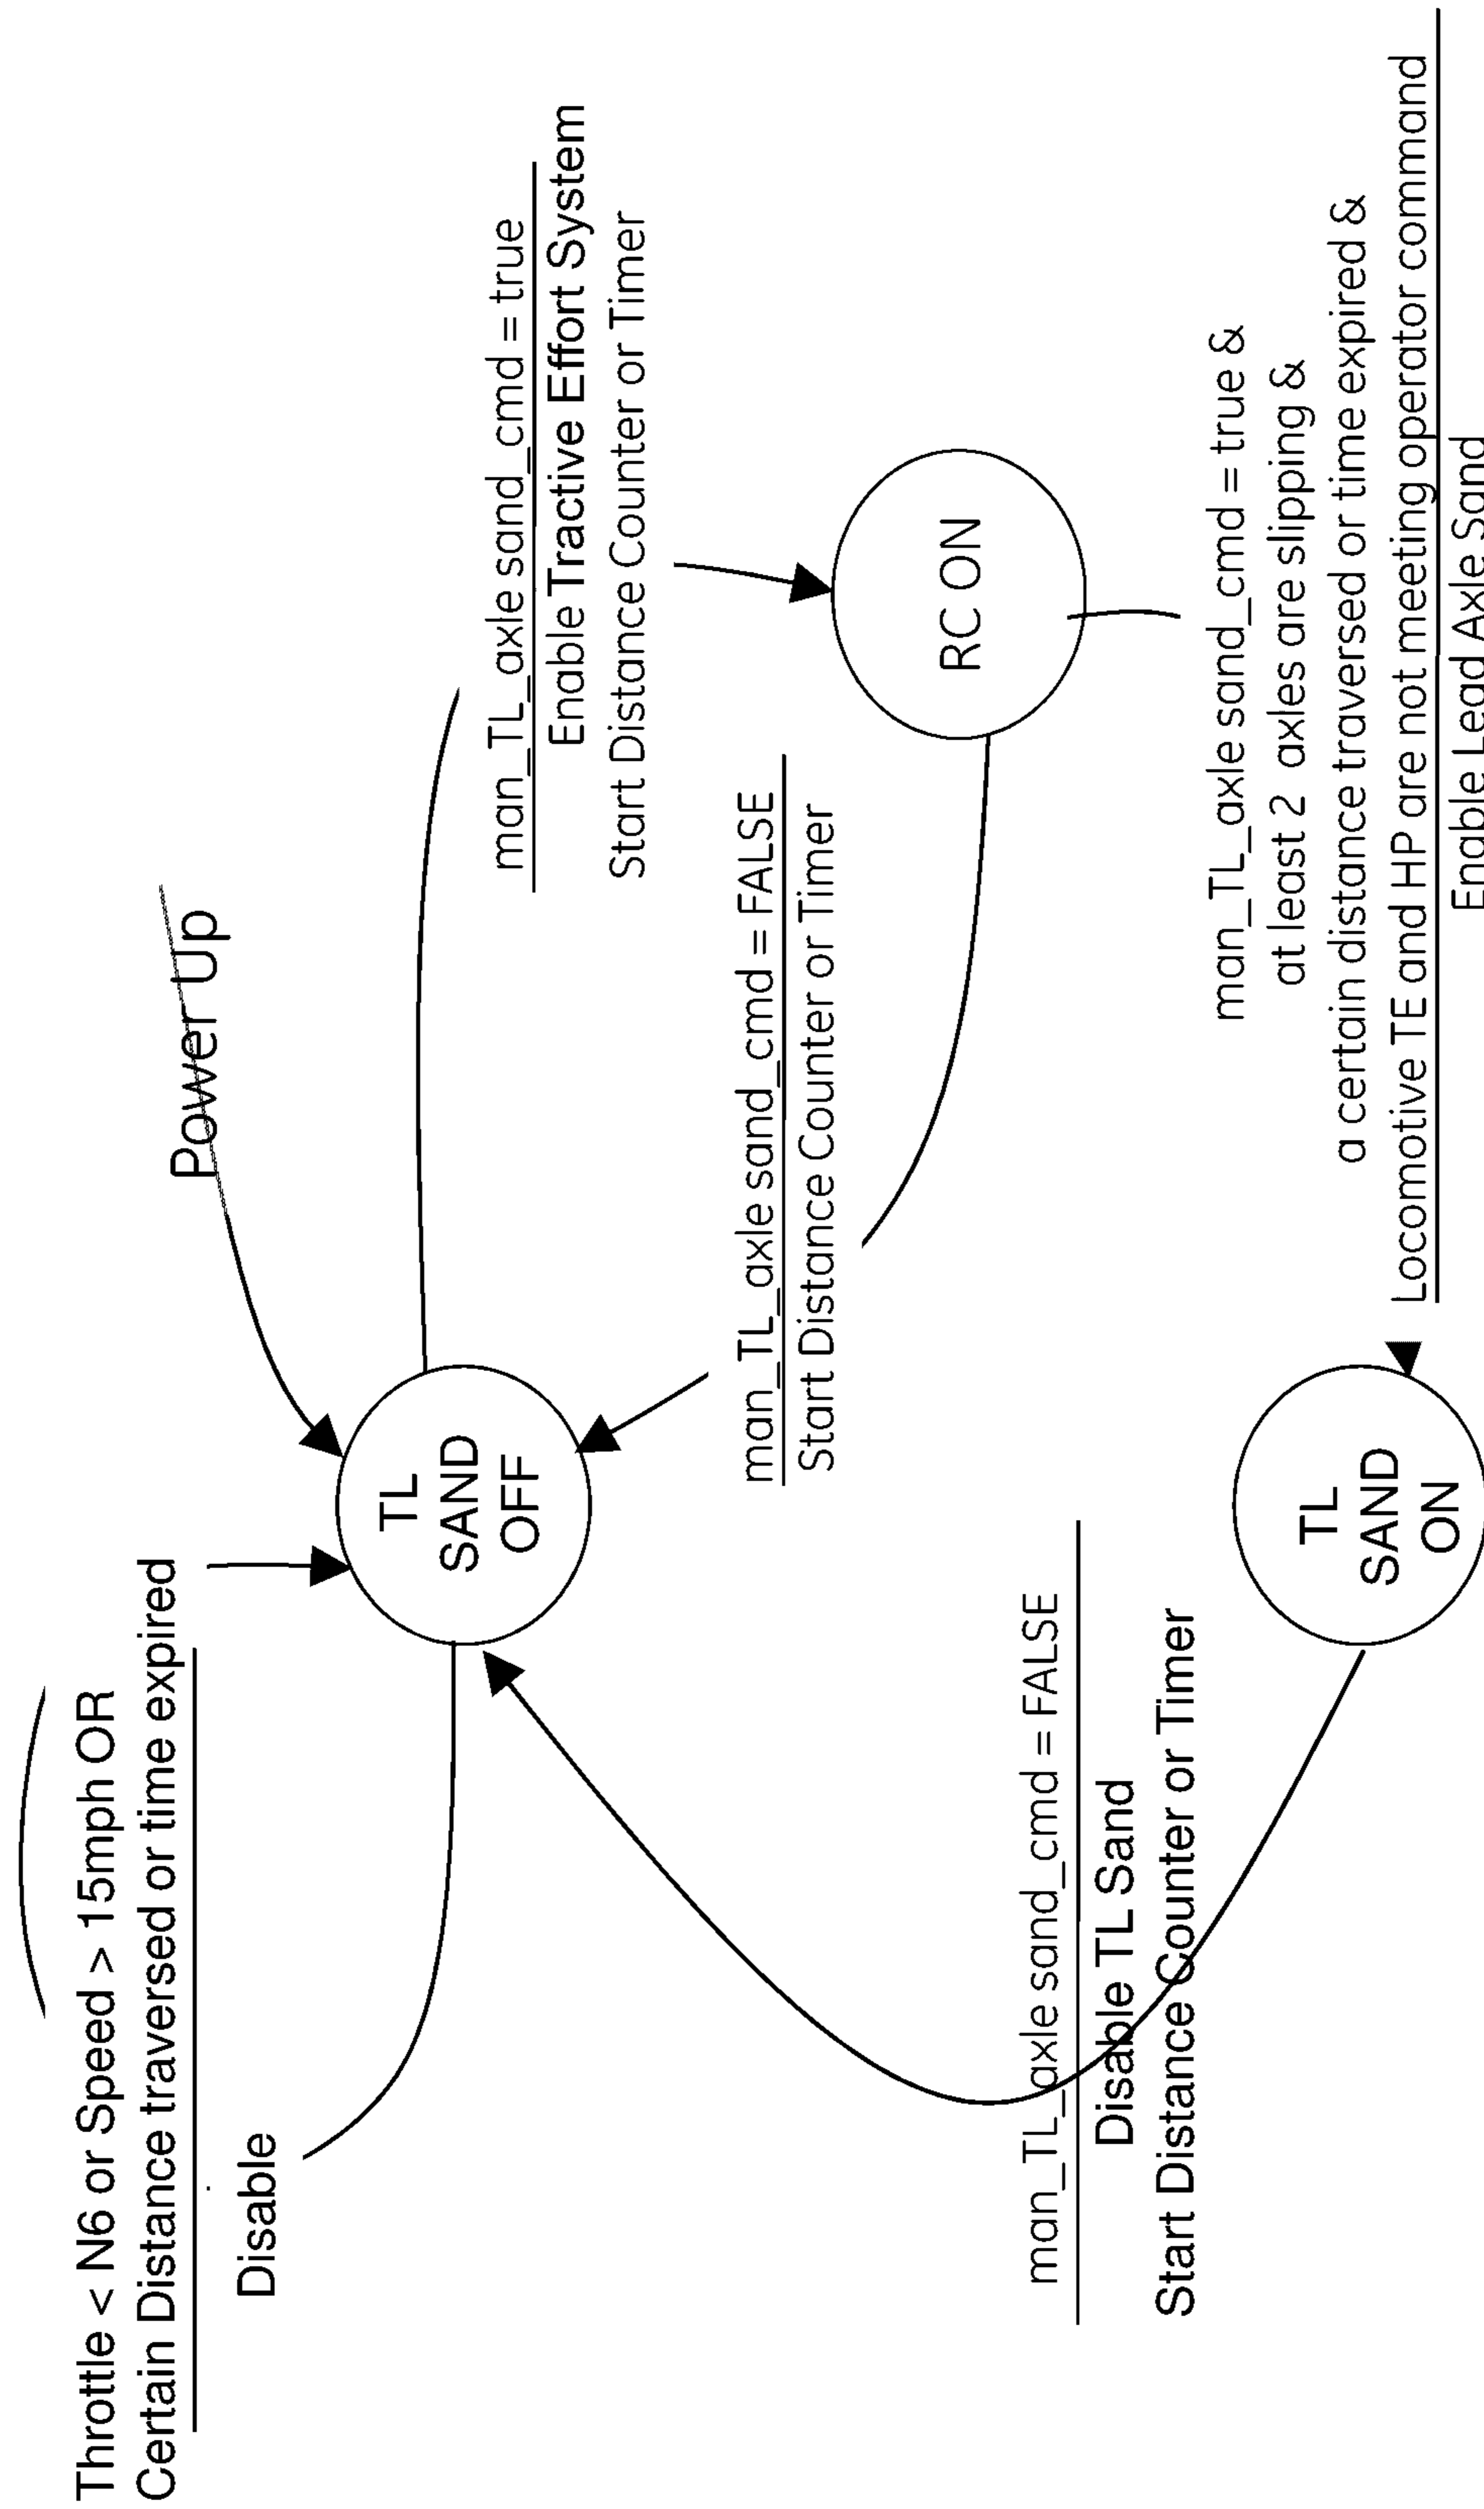 Throttle < N6 or Speed > 15mph OR
Certain Distance traversed or time expired
Disable
Power Up
TL
SAND
OFF
man_TL_axle sand_cmd = true
Enable Tractive Effort System
Start Distance Counter or Timer
man_TL_axle sand_cmd = FALSE
Start Distance Counter or Timer
RC ON
man_TL_axle sand_cmd = FALSE
Disable TL Sand
Start Distance Counter or Timer
man_TL_axle sand_cmd = true &
at least 2 axles are slipping &
a certain distance traversed or time expired &
Locomotive TE and HP are not meeting operator command
Enable Lead Axle Sand
TL
SAND
ON